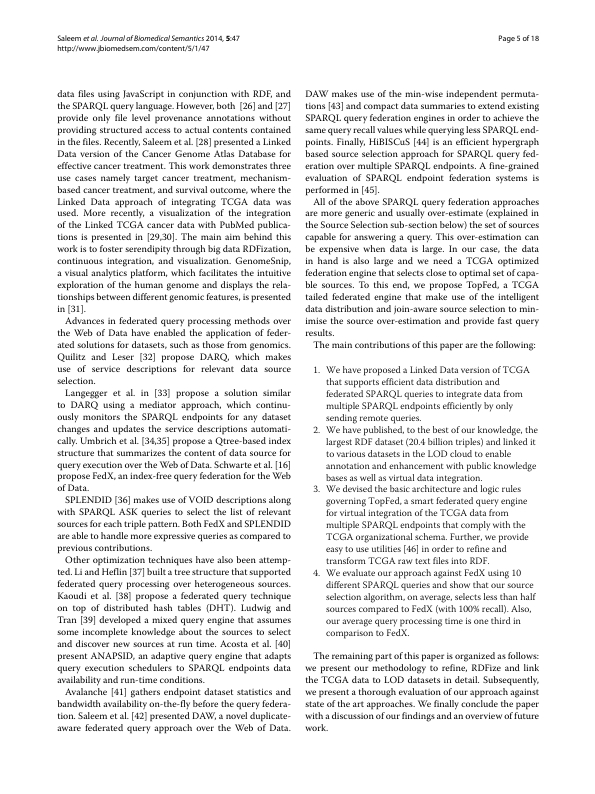 Saleem et al. Journal of Biomedical Semantics 2014, 5:47
http://www.jbiomedsem.com/content/5/1/47
Page 5 of 18
data files using JavaScript in conjunction with RDF, and
the SPARQL query language. However, both [26] and [27]
provide only file level provenance annotations without
providing structured access to actual contents contained
in the files. Recently, Saleem et al. [28] presented a Linked
Data version of the Cancer Genome Atlas Database for
effective cancer treatment. This work demonstrates three
use cases namely target cancer treatment, mechanism-
based cancer treatment, and survival outcome, where the
Linked Data approach of integrating TCGA data was
used. More recently, a visualization of the integration
of the Linked TCGA cancer data with PubMed publica-
tions is presented in [29,30]. The main aim behind this
work is to foster serendipity through big data RDFization,
continuous integration, and visualization. GenomeSnip,
a visual analytics platform, which facilitates the intuitive
exploration of the human genome and displays the rela-
tionships between different genomic features, is presented
in [31].
Advances in federated query processing methods over
the Web of Data have enabled the application of feder-
ated solutions for datasets, such as those from genomics.
Quilitz and Leser [32] propose DARQ, which makes
use of service descriptions for relevant data source
selection.
Langegger et al. in [33] propose a solution similar
to DARQ using a mediator approach, which continu-
ously monitors the SPARQL endpoints for any dataset
changes and updates the service descriptions automati-
cally. Umbrich et al. [34,35] propose a Qtree-based index
structure that summarizes the content of data source for
query execution over the Web of Data. Schwarte et al. [16]
propose FedX, an index-free query federation for the Web
of Data.
SPLENDID [36] makes use of VOID descriptions along
with SPARQL ASK queries to select the list of relevant
sources for each triple pattern. Both FedX and SPLENDID
are able to handle more expressive queries as compared to
previous contributions.
Other optimization techniques have also been attemp-
ted. Li and Heflin [37] built a tree structure that supported
federated query processing over heterogeneous sources.
Kaoudi et al. [38] propose a federated query technique
on top of distributed hash tables (DHT). Ludwig and
Tran [39] developed a mixed query engine that assumes
some incomplete knowledge about the sources to select
and discover new sources at run time. Acosta et al. [40]
present ANAPSID, an adaptive query engine that adapts
query execution schedulers to SPARQL endpoints data
availability and run-time conditions.
Avalanche [41] gathers endpoint dataset statistics and
bandwidth availability on-the-fly before the query federa-
tion. Saleem et al. [42] presented DAW, a novel duplicate-
aware federated query approach over the Web of Data.
DAW makes use of the min-wise independent permuta-
tions [43] and compact data summaries to extend existing
SPARQL query federation engines in order to achieve the
same query recall values while querying less SPARQL end-
points. Finally, HiBISCuS [44] is an efficient hypergraph
based source selection approach for SPARQL query fed-
eration over multiple SPARQL endpoints. A fine-grained
evaluation of SPARQL endpoint federation systems is
performed in [45].
All of the above SPARQL query federation approaches
are more generic and usually over-estimate (explained in
the Source Selection sub-section below) the set of sources
capable for answering a query. This over-estimation can
be expensive when data is large. In our case, the data
in hand is also large and we need a TCGA optimized
federation engine that selects close to optimal set of capa-
ble sources. To this end, we propose TopFed, a TCGA
tailed federated engine that make use of the intelligent
data distribution and join-aware source selection to min-
imise the source over-estimation and provide fast query
results.
The main contributions of this paper are the following:
1. We have proposed a Linked Data version of TCGA
that supports efficient data distribution and
federated SPARQL queries to integrate data from
multiple SPARQL endpoints efficiently by only
sending remote queries.
2. We have published, to the best of our knowledge, the
largest RDF dataset (20.4 billion triples) and linked it
to various datasets in the LOD cloud to enable
annotation and enhancement with public knowledge
bases as well as virtual data integration.
3. We devised the basic architecture and logic rules
governing TopFed, a smart federated query engine
for virtual integration of the TCGA data from
multiple SPARQL endpoints that comply with the
TCGA organizational schema. Further, we provide
easy to use utilities [46] in order to refine and
transform TCGA raw text files into RDF.
4. We evaluate our approach against FedX using 10
different SPARQL queries and show that our source
selection algorithm, on average, selects less than half
sources compared to FedX (with 100% recall). Also,
our average query processing time is one third in
comparison to FedX.
The remaining part of this paper is organized as follows:
we present our methodology to refine, RDFize and link
the TCGA data to LOD datasets in detail. Subsequently,
we present a thorough evaluation of our approach against
state of the art approaches. We finally conclude the paper
with a discussion of our findings and an overview of future
work.